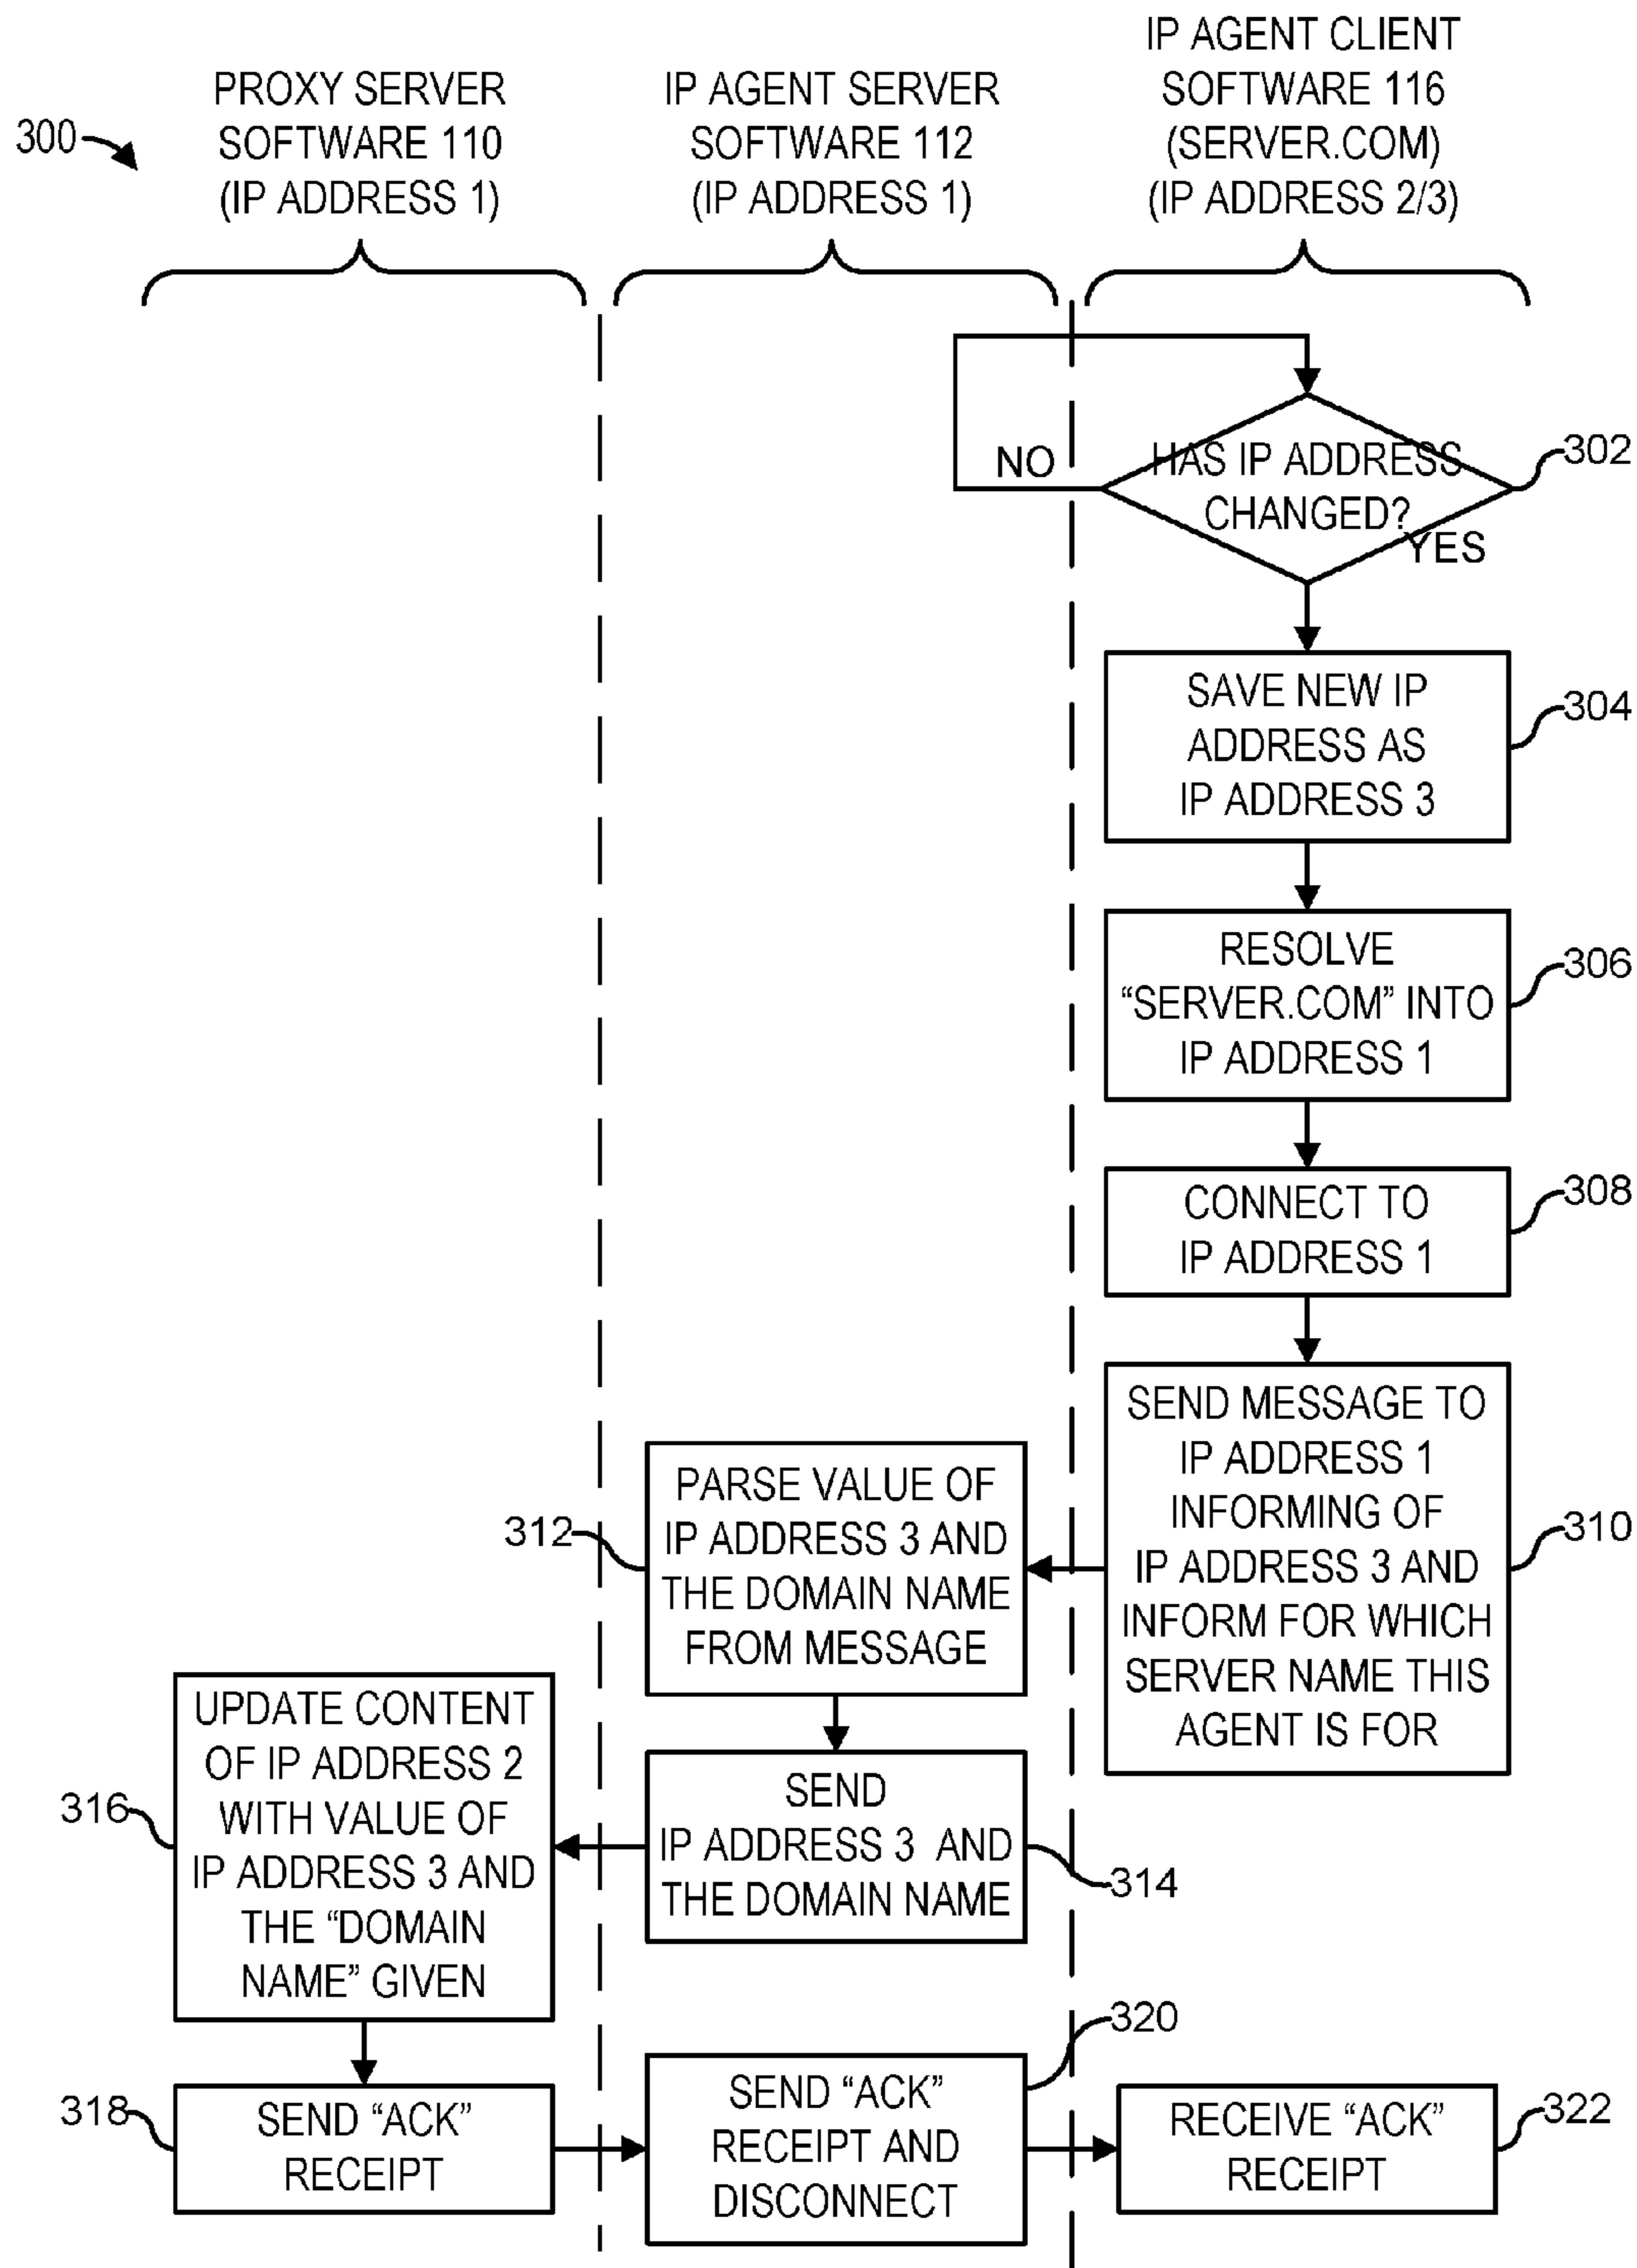 300
PROXY SERVER
SOFTWARE 110
(IP ADDRESS 1)
IP AGENT SERVER
SOFTWARE 112
(IP ADDRESS 1)
IP AGENT CLIENT
SOFTWARE 116
(SERVER.COM)
(IP ADDRESS 2/3)
NO
HAS IP ADDRESS
CHANGED?
YES
302
SAVE NEW IP
ADDRESS AS
IP ADDRESS 3
304
RESOLVE
“SERVER.COM” INTO
IP ADDRESS 1
306
CONNECT TO
IP ADDRESS 1
308
SEND MESSAGE TO
IP ADDRESS 1
INFORMING OF
IP ADDRESS 3 AND
INFORM FOR WHICH
SERVER NAME THIS
AGENT IS FOR
310
312
PARSE VALUE OF
IP ADDRESS 3 AND
THE DOMAIN NAME
FROM MESSAGE
SEND
IP ADDRESS 3 AND
THE DOMAIN NAME
314
316
UPDATE CONTENT
OF IP ADDRESS 2
WITH VALUE OF
IP ADDRESS 3 AND
THE “DOMAIN
NAME” GIVEN
318
SEND “ACK”
RECEIPT
320
SEND “ACK”
RECEIPT AND
DISCONNECT
RECEIVE “ACK”
RECEIPT
322